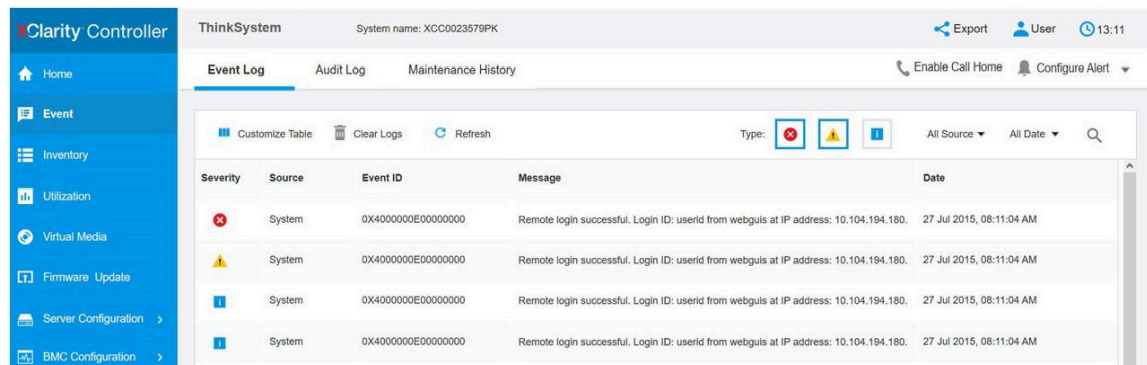 XClarity Controller
ThinkSystem System name: XCC0023579PK Export User 13:11
Home
Event
Inventory
Utilization
Virtual Media
Firmware Update
Server Configuration >
BMC Configuration >
Event Log Audit Log Maintenance History Enable Call Home Configure Alert
Customize Table Clear Logs Refresh Type: All Source All Date
Severity Source Event ID Message Date
System 0X4000000E00000000 Remote login successful. Login ID: userid from webguis at IP address: 10.104.194.180. 27 Jul 2015, 08:11:04 AM
System 0X4000000E00000000 Remote login successful. Login ID: userid from webguis at IP address: 10.104.194.180. 27 Jul 2015, 08:11:04 AM
System 0X4000000E00000000 Remote login successful. Login ID: userid from webguis at IP address: 10.104.194.180. 27 Jul 2015, 08:11:04 AM
System 0X4000000E00000000 Remote login successful. Login ID: userid from webguis at IP address: 10.104.194.180. 27 Jul 2015, 08:11:04 AM